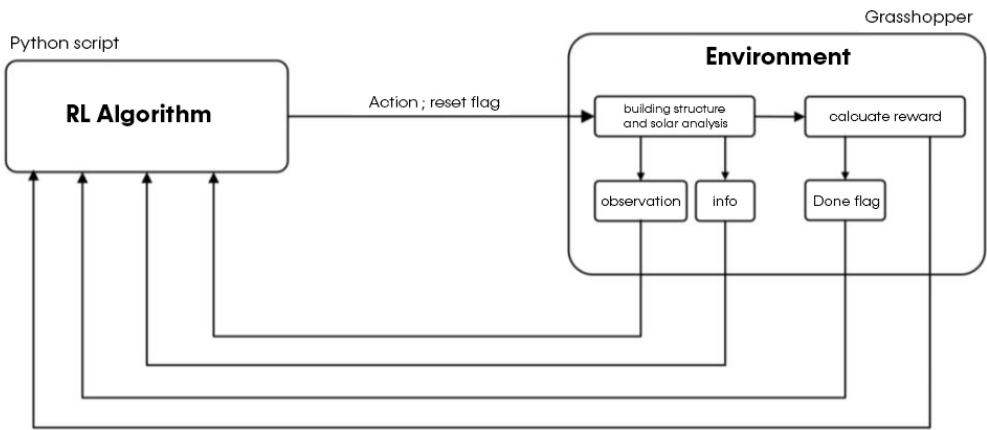 Grasshopper
Python script
Environment
RL Algorithm
Action ; reset flag
building structure
and solar analysis
calcuate reward
observation
info
Done flag